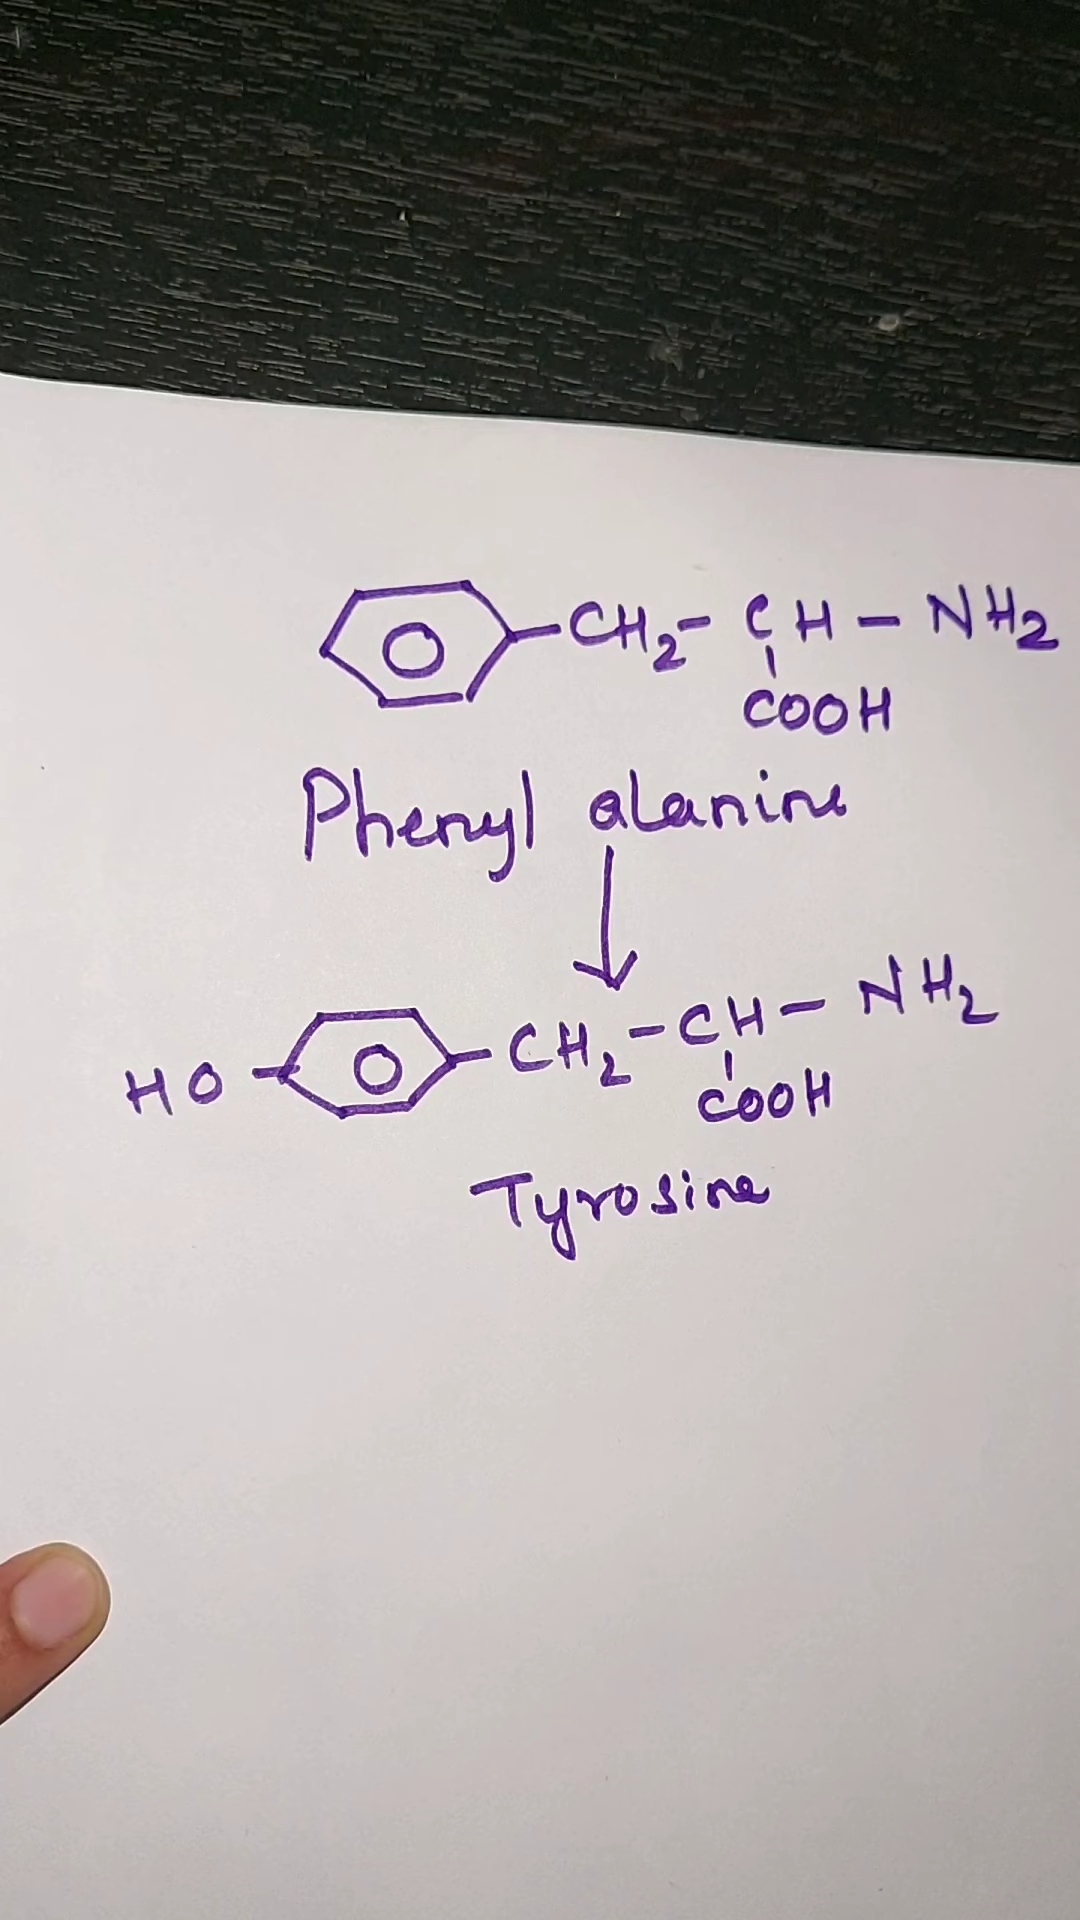 CH2 - CH - NH2
COOH
Phenyl alanine
HO - CH2 - CH - NH2
COOH
Tyrosine